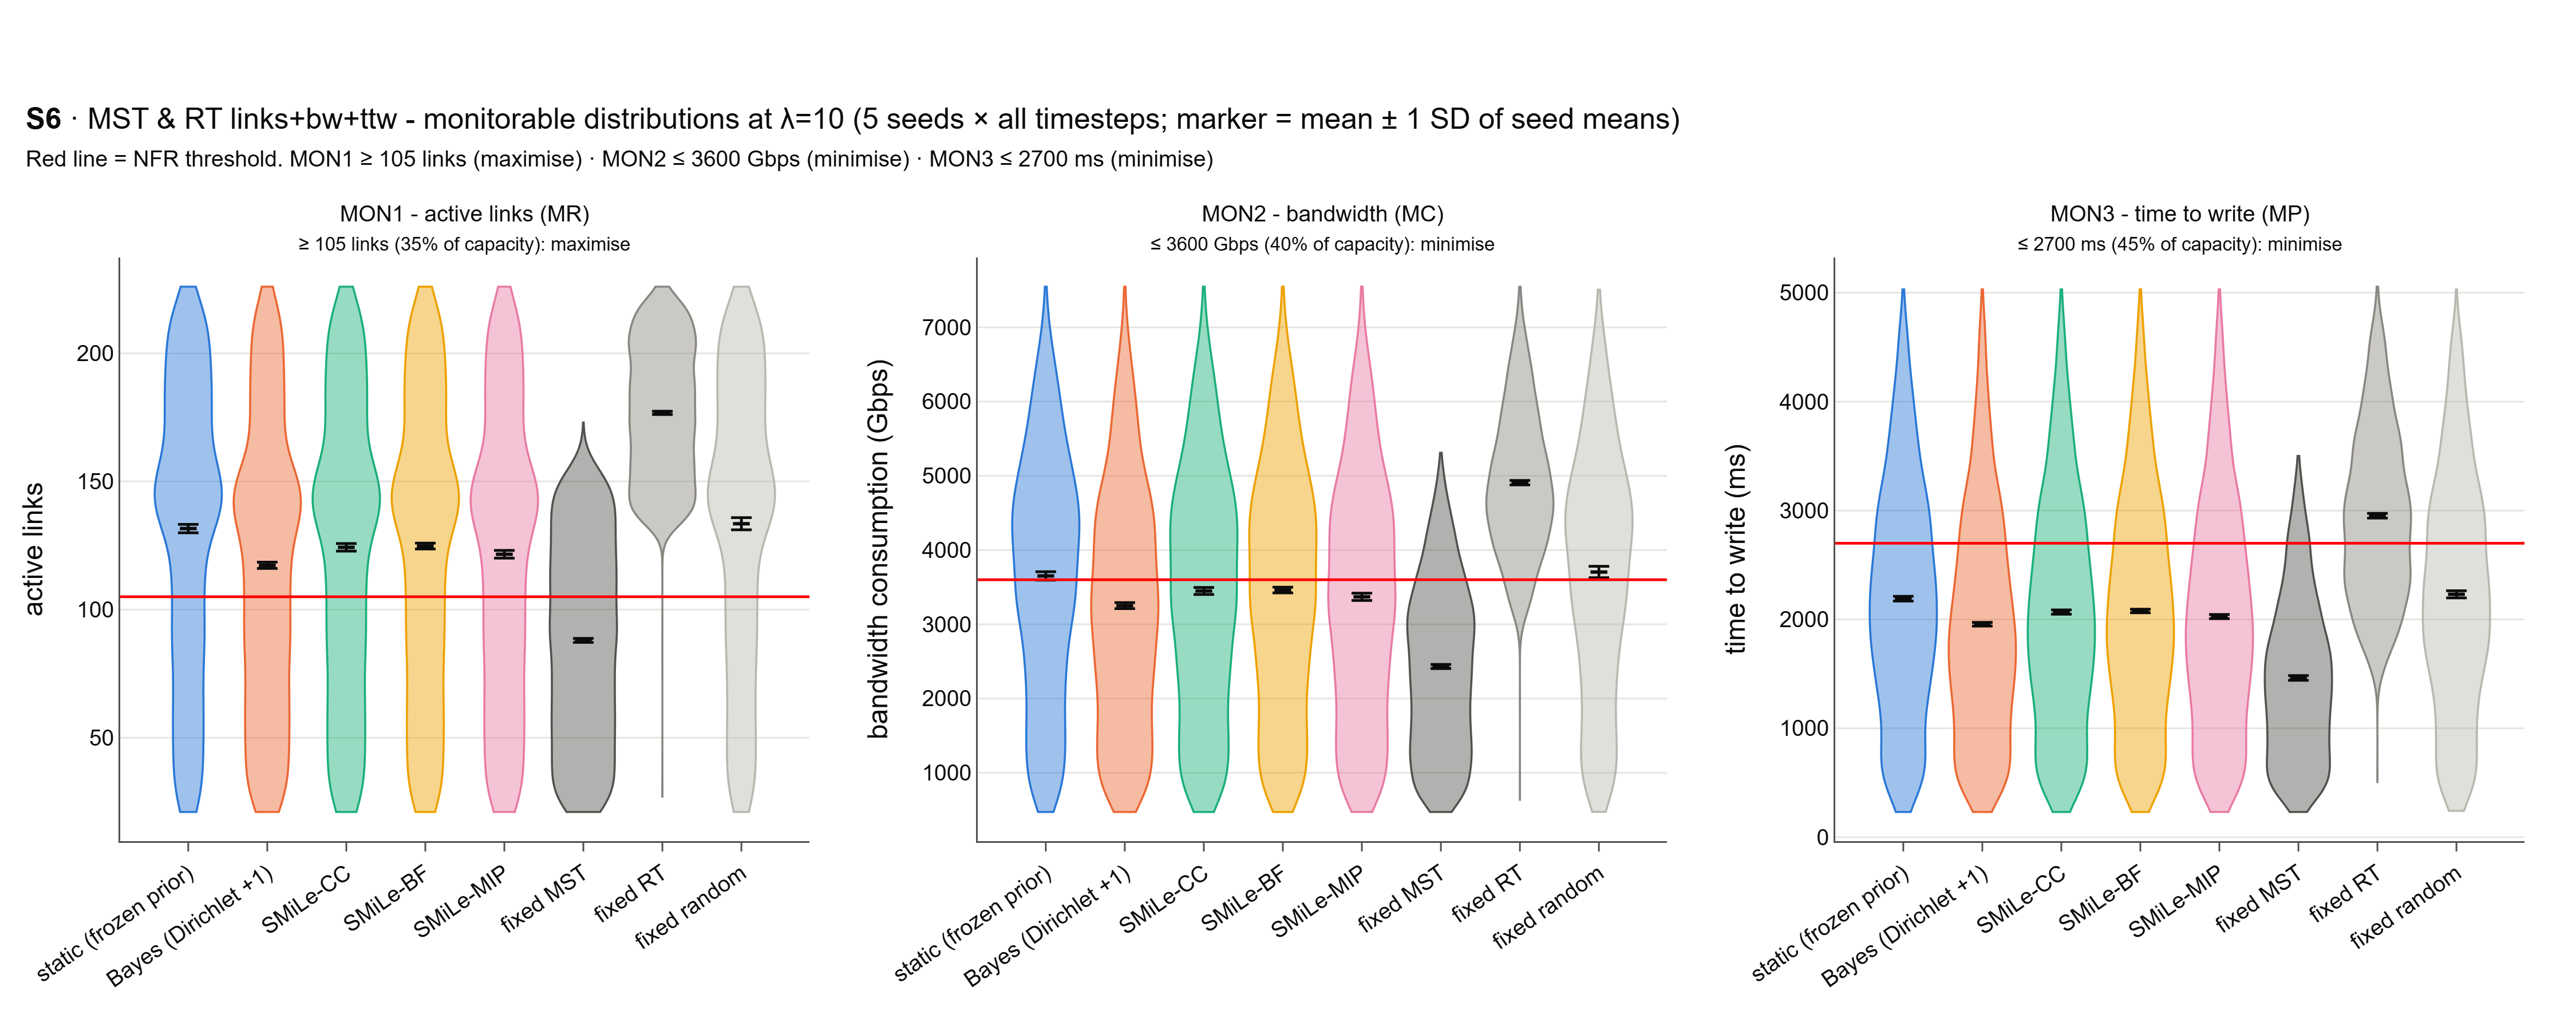 S6 · MST & RT links+bw+ttw - monitorable distributions at λ=10 (5 seeds × all timesteps; marker = mean ± 1 SD of seed means)
Red line = NFR threshold. MON1 ≥ 105 links (maximise) · MON2 ≤ 3600 Gbps (minimise) · MON3 ≤ 2700 ms (minimise)
MON1 - active links (MR)
≥ 105 links (35% of capacity): maximise
active links
200
150
100
50
static (frozen prior)
Bayes (Dirichlet +1)
SMiLe-CC
SMiLe-BF
SMiLe-MIP
fixed MST
fixed RT
fixed random
MON2 - bandwidth (MC)
≤ 3600 Gbps (40% of capacity): minimise
bandwidth consumption (Gbps)
7000
6000
5000
4000
3000
2000
1000
static (frozen prior)
Bayes (Dirichlet +1)
SMiLe-CC
SMiLe-BF
SMiLe-MIP
fixed MST
fixed RT
fixed random
MON3 - time to write (MP)
≤ 2700 ms (45% of capacity): minimise
time to write (ms)
5000
4000
3000
2000
1000
0
static (frozen prior)
Bayes (Dirichlet +1)
SMiLe-CC
SMiLe-BF
SMiLe-MIP
fixed MST
fixed RT
fixed random